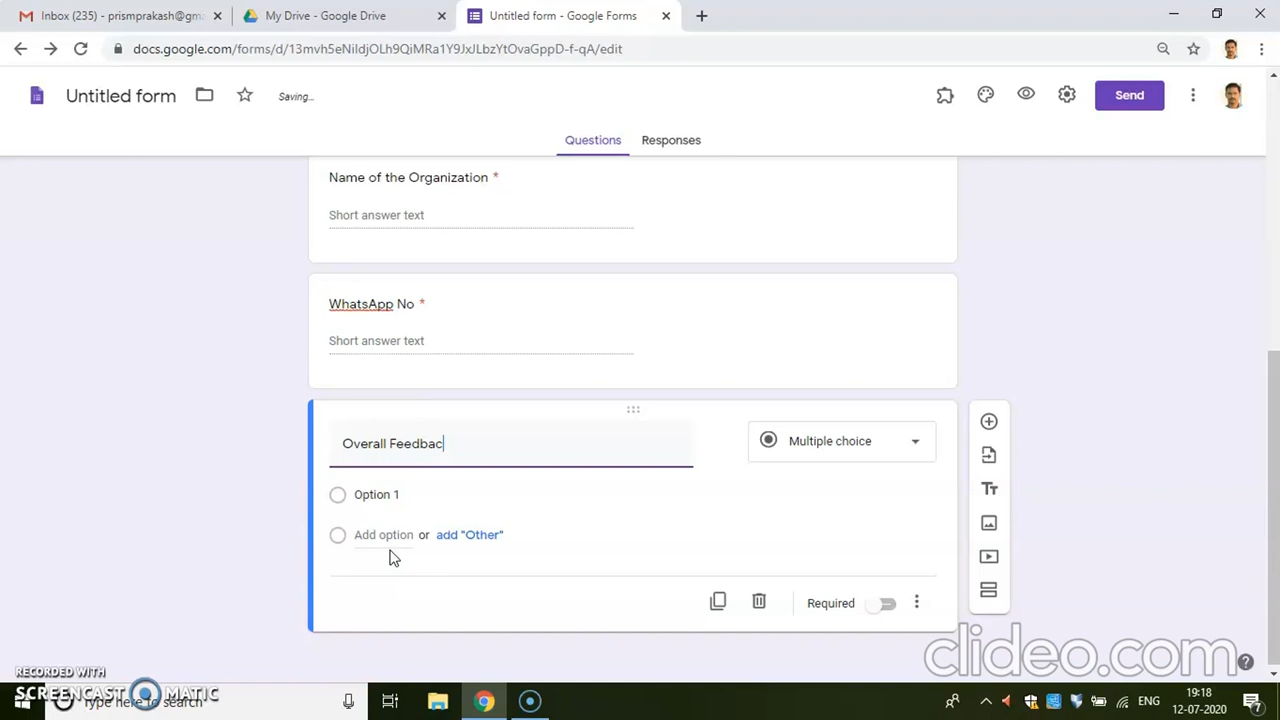 Inbox (235) - prismprakash@gma
My Drive - Google Drive
Untitled form - Google Forms
docs.google.com/forms/d/13mvh5eNildjOLh9QiMRa1Y9JxJLbzYtOvaGppD-f-qA/edit
Untitled form
Saving...
Send
Questions
Responses
Name of the Organization *
Short answer text
WhatsApp No *
Short answer text
Overall Feedbac
Multiple choice
Option 1
Add option or add "Other"
Required
clideo.com
RECORDED WITH
SCREENCAST MATIC
Type here to search
ENG
19:18
12-07-2020
7